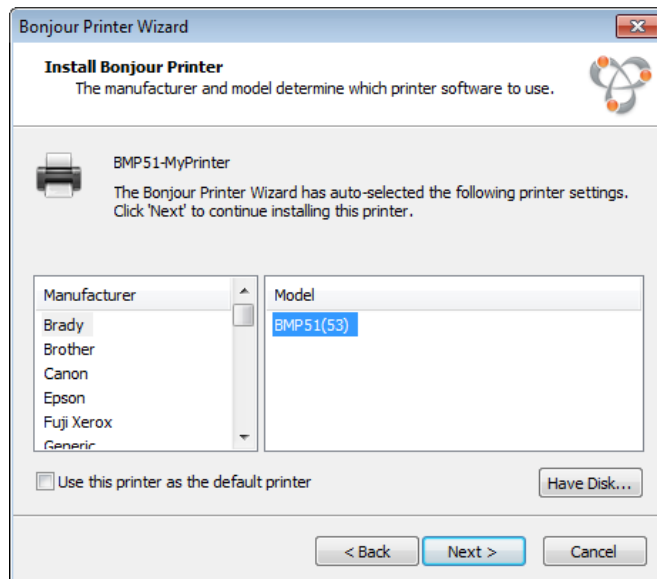 Bonjour Printer Wizard
Install Bonjour Printer
The manufacturer and model determine which printer software to use.
BMP51-MyPrinter
The Bonjour Printer Wizard has auto-selected the following printer settings.
Click 'Next' to continue installing this printer.
Manufacturer
Model
Brady
BMP51(53)
Brother
Canon
Epson
Fuji Xerox
Generic
Use this printer as the default printer
Have Disk...
< Back
Next >
Cancel